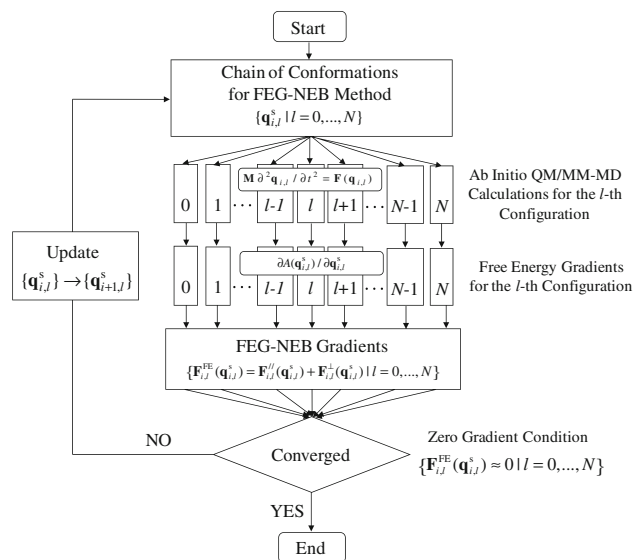 Start
Chain of Conformations
for FEG-NEB Method
{q^s_{i,l} | l = 0,..., N}
M ∂²q_{i,l} / ∂t² = F(q_{i,l})
0 1 ··· l-1 l l+1 ··· N-1 N
Ab Initio QM/MM-MD
Calculations for the l-th
Configuration
Update
{q^s_{i,l}} → {q^s_{i+1,l}}
∂A(q^s_{i,l}) / ∂q^s_{i,l}
0 1 ··· l-1 l l+1 ··· N-1 N
Free Energy Gradients
for the l-th Configuration
FEG-NEB Gradients
{F^{FE}_{i,l}(q^s_{i,l}) = F^{//}_{i,l}(q^s_{i,l}) + F^⊥_{i,l}(q^s_{i,l}) | l = 0,..., N}
NO
Converged
Zero Gradient Condition
{F^{FE}_{i,l}(q^s_{i,l}) ≈ 0 | l = 0,..., N}
YES
End